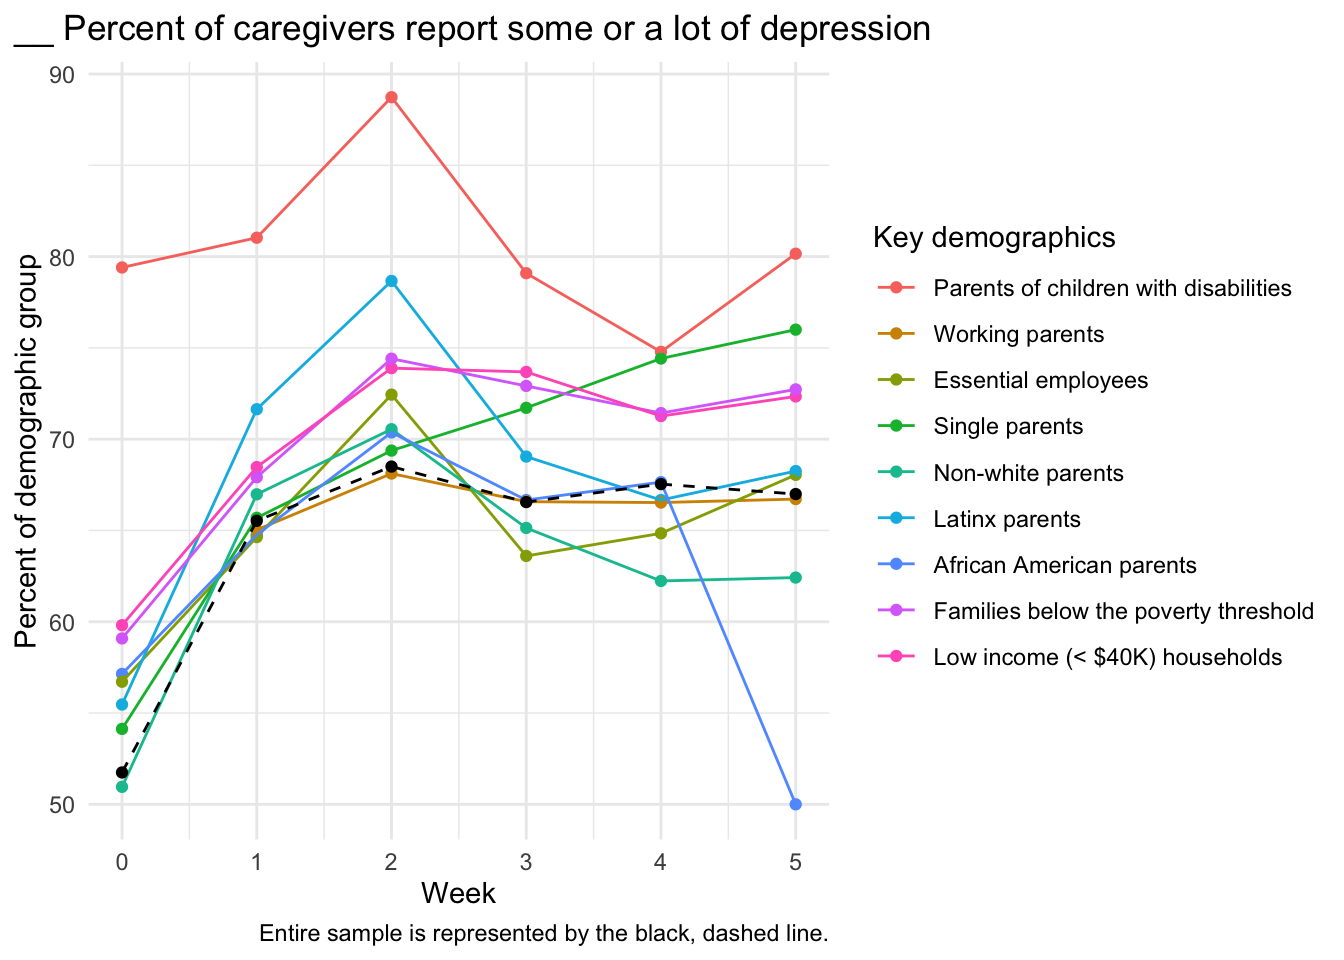 __ Percent of caregivers report some or a lot of depression
Percent of demographic group
90
80
70
60
50
0 1 2 3 4 5
Week
Entire sample is represented by the black, dashed line.
Key demographics
Parents of children with disabilities
Working parents
Essential employees
Single parents
Non-white parents
Latinx parents
African American parents
Families below the poverty threshold
Low income (< $40K) households